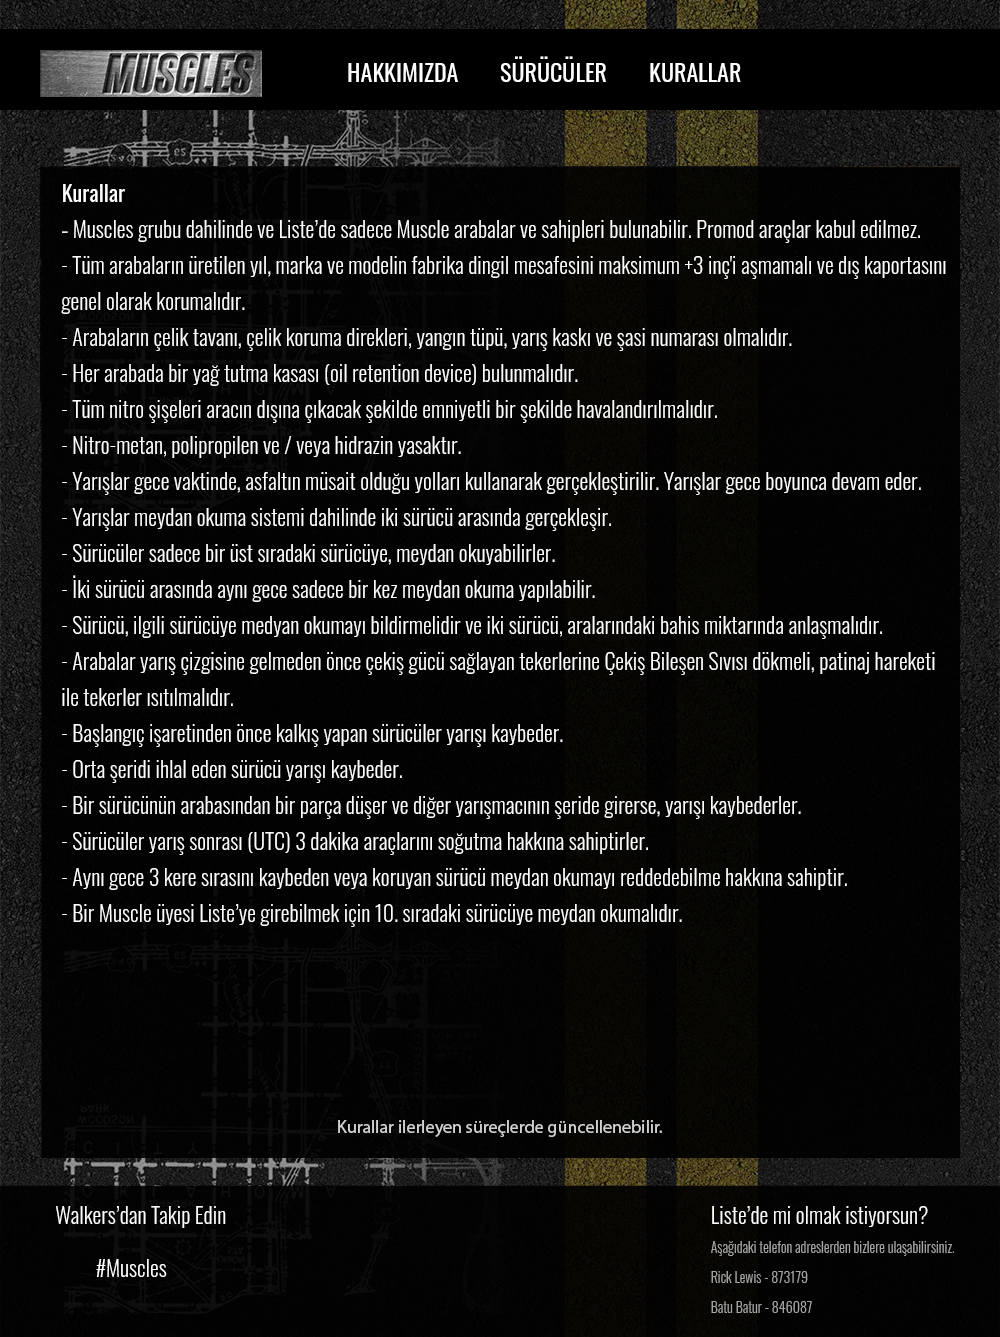 MUSCLES
HAKKIMIZDA SÜRÜCÜLER KURALLAR
Kurallar
- Muscles grubu dahilinde ve Liste’de sadece Muscle arabalar ve sahipleri bulunabilir. Promod araçlar kabul edilmez.
- Tüm arabaların üretilen yıl, marka ve modelin fabrika dingil mesafesini maksimum +3 inç'i aşmamalı ve dış kaportasını
genel olarak korumalıdır.
- Arabaların çelik tavanı, çelik koruma direkleri, yangın tüpü, yarış kaskı ve şasi numarası olmalıdır.
- Her arabada bir yağ tutma kasası (oil retention device) bulunmalıdır.
- Tüm nitro şişeleri aracın dışına çıkacak şekilde emniyetli bir şekilde havalandırılmalıdır.
- Nitro-metan, polipropilen ve / veya hidrazin yasaktır.
- Yarışlar gece vaktinde, asfaltın müsait olduğu yolları kullanarak gerçekleştirilir. Yarışlar gece boyunca devam eder.
- Yarışlar meydan okuma sistemi dahilinde iki sürücü arasında gerçekleşir.
- Sürücüler sadece bir üst sıradaki sürücüye, meydan okuyabilirler.
- İki sürücü arasında aynı gece sadece bir kez meydan okuma yapılabilir.
- Sürücü, ilgili sürücüye medyan okumayı bildirmelidir ve iki sürücü, aralarındaki bahis miktarında anlaşmalıdır.
- Arabalar yarış çizgisine gelmeden önce çekiş gücü sağlayan tekerlerine Çekiş Bileşen Sıvısı dökmeli, patinaj hareketi
ile tekerler ısıtılmalıdır.
- Başlangıç işaretinden önce kalkış yapan sürücüler yarışı kaybeder.
- Orta şeridi ihlal eden sürücü yarışı kaybeder.
- Bir sürücünün arabasından bir parça düşer ve diğer yarışmacının şeride girerse, yarışı kaybederler.
- Sürücüler yarış sonrası (UTC) 3 dakika araçlarını soğutma hakkına sahiptirler.
- Aynı gece 3 kere sırasını kaybeden veya koruyan sürücü meydan okumayı reddedebilme hakkına sahiptir.
- Bir Muscle üyesi Liste’ye girebilmek için 10. sıradaki sürücüye meydan okumalıdır.
Kurallar ilerleyen süreçlerde güncellenebilir.
Walkers’dan Takip Edin
#Muscles
Liste’de mi olmak istiyorsun?
Aşağıdaki telefon adreslerden bizlere ulaşabilirsiniz.
Rick Lewis - 873179
Batu Batur - 846087